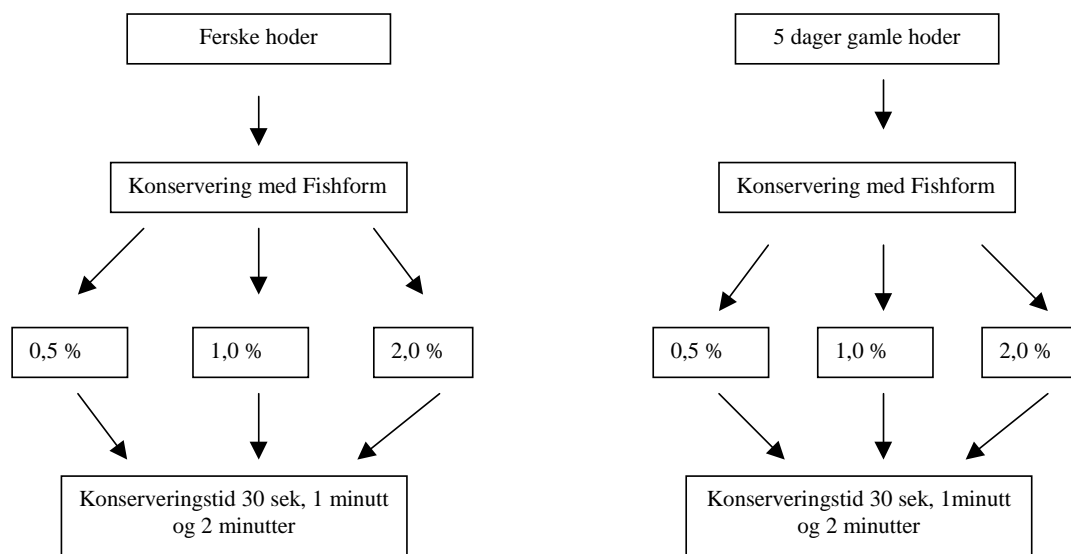 Ferske hoder
5 dager gamle hoder
Konservering med Fishform
Konservering med Fishform
0,5 %
1,0 %
2,0 %
0,5 %
1,0 %
2,0 %
Konserveringstid 30 sek, 1 minutt
og 2 minutter
Konserveringstid 30 sek, 1minutt
og 2 minutter